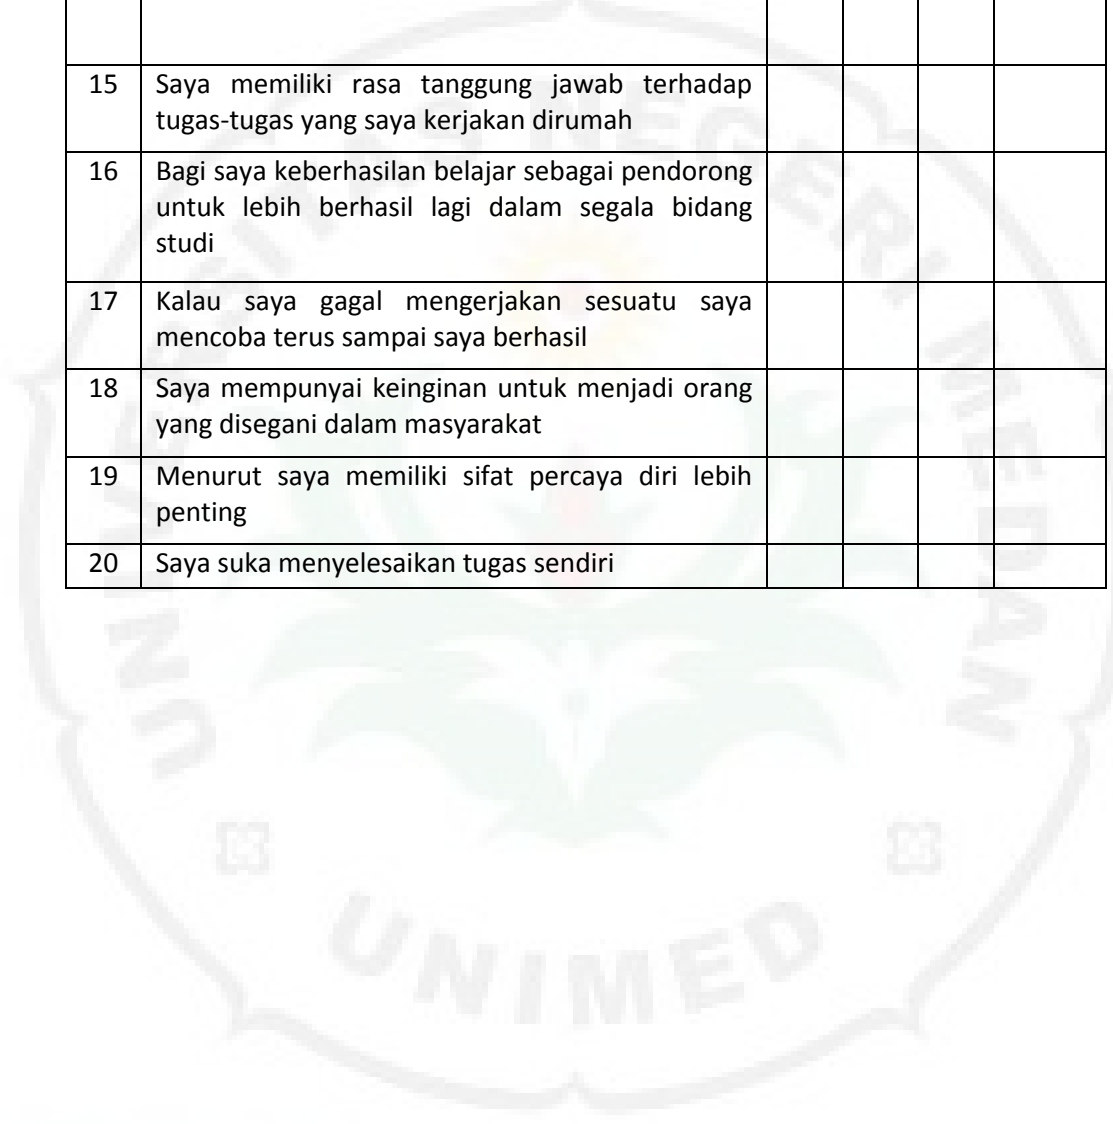 15 Saya memiliki rasa tanggung jawab terhadap
tugas-tugas yang saya kerjakan dirumah
16 Bagi saya keberhasilan belajar sebagai pendorong
untuk lebih berhasil lagi dalam segala bidang
studi
17 Kalau saya gagal mengerjakan sesuatu saya
mencoba terus sampai saya berhasil
18 Saya mempunyai keinginan untuk menjadi orang
yang disegani dalam masyarakat
19 Menurut saya memiliki sifat percaya diri lebih
penting
20 Saya suka menyelesaikan tugas sendiri
UNIVERSITAS NEGERI MEDAN
UNIMED